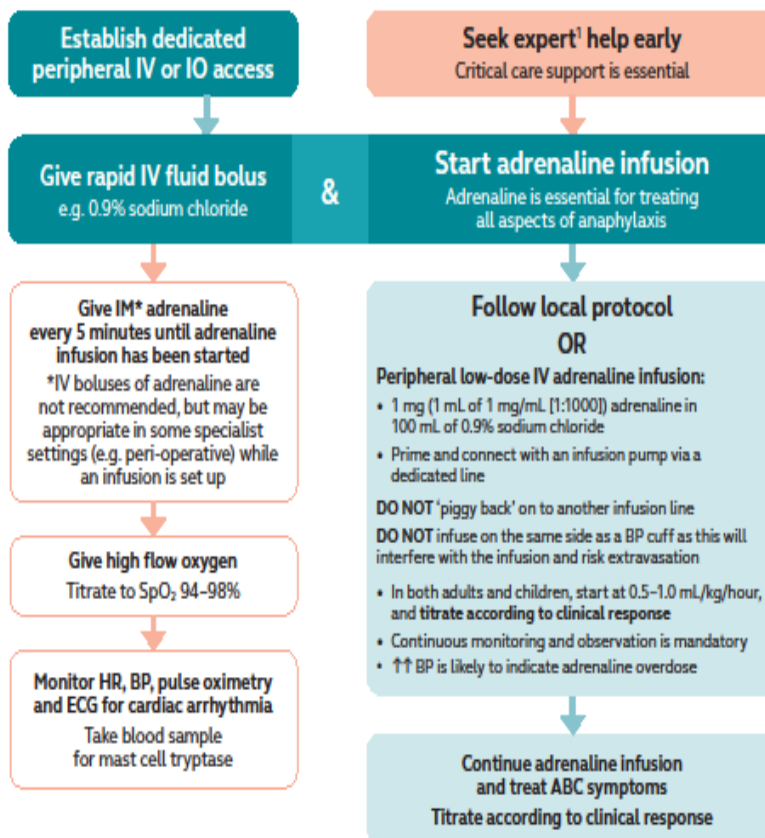 Establish dedicated
peripheral IV or IO access
Seek expert¹ help early
Critical care support is essential
Give rapid IV fluid bolus
e.g. 0.9% sodium chloride
&
Start adrenaline infusion
Adrenaline is essential for treating
all aspects of anaphylaxis
Give IM* adrenaline
every 5 minutes until adrenaline
infusion has been started
*IV boluses of adrenaline are
not recommended, but may be
appropriate in some specialist
settings (e.g. peri-operative) while
an infusion is set up
Give high flow oxygen
Titrate to SpO₂ 94–98%
Monitor HR, BP, pulse oximetry
and ECG for cardiac arrhythmia
Take blood sample
for mast cell tryptase
Follow local protocol
OR
Peripheral low-dose IV adrenaline infusion:
• 1 mg (1 mL of 1 mg/mL [1:1000]) adrenaline in
100 mL of 0.9% sodium chloride
• Prime and connect with an infusion pump via a
dedicated line
DO NOT 'piggy back' on to another infusion line
DO NOT infuse on the same side as a BP cuff as this will
interfere with the infusion and risk extravasation
• In both adults and children, start at 0.5–1.0 mL/kg/hour,
and titrate according to clinical response
• Continuous monitoring and observation is mandatory
• ↑↑ BP is likely to indicate adrenaline overdose
Continue adrenaline infusion
and treat ABC symptoms
Titrate according to clinical response